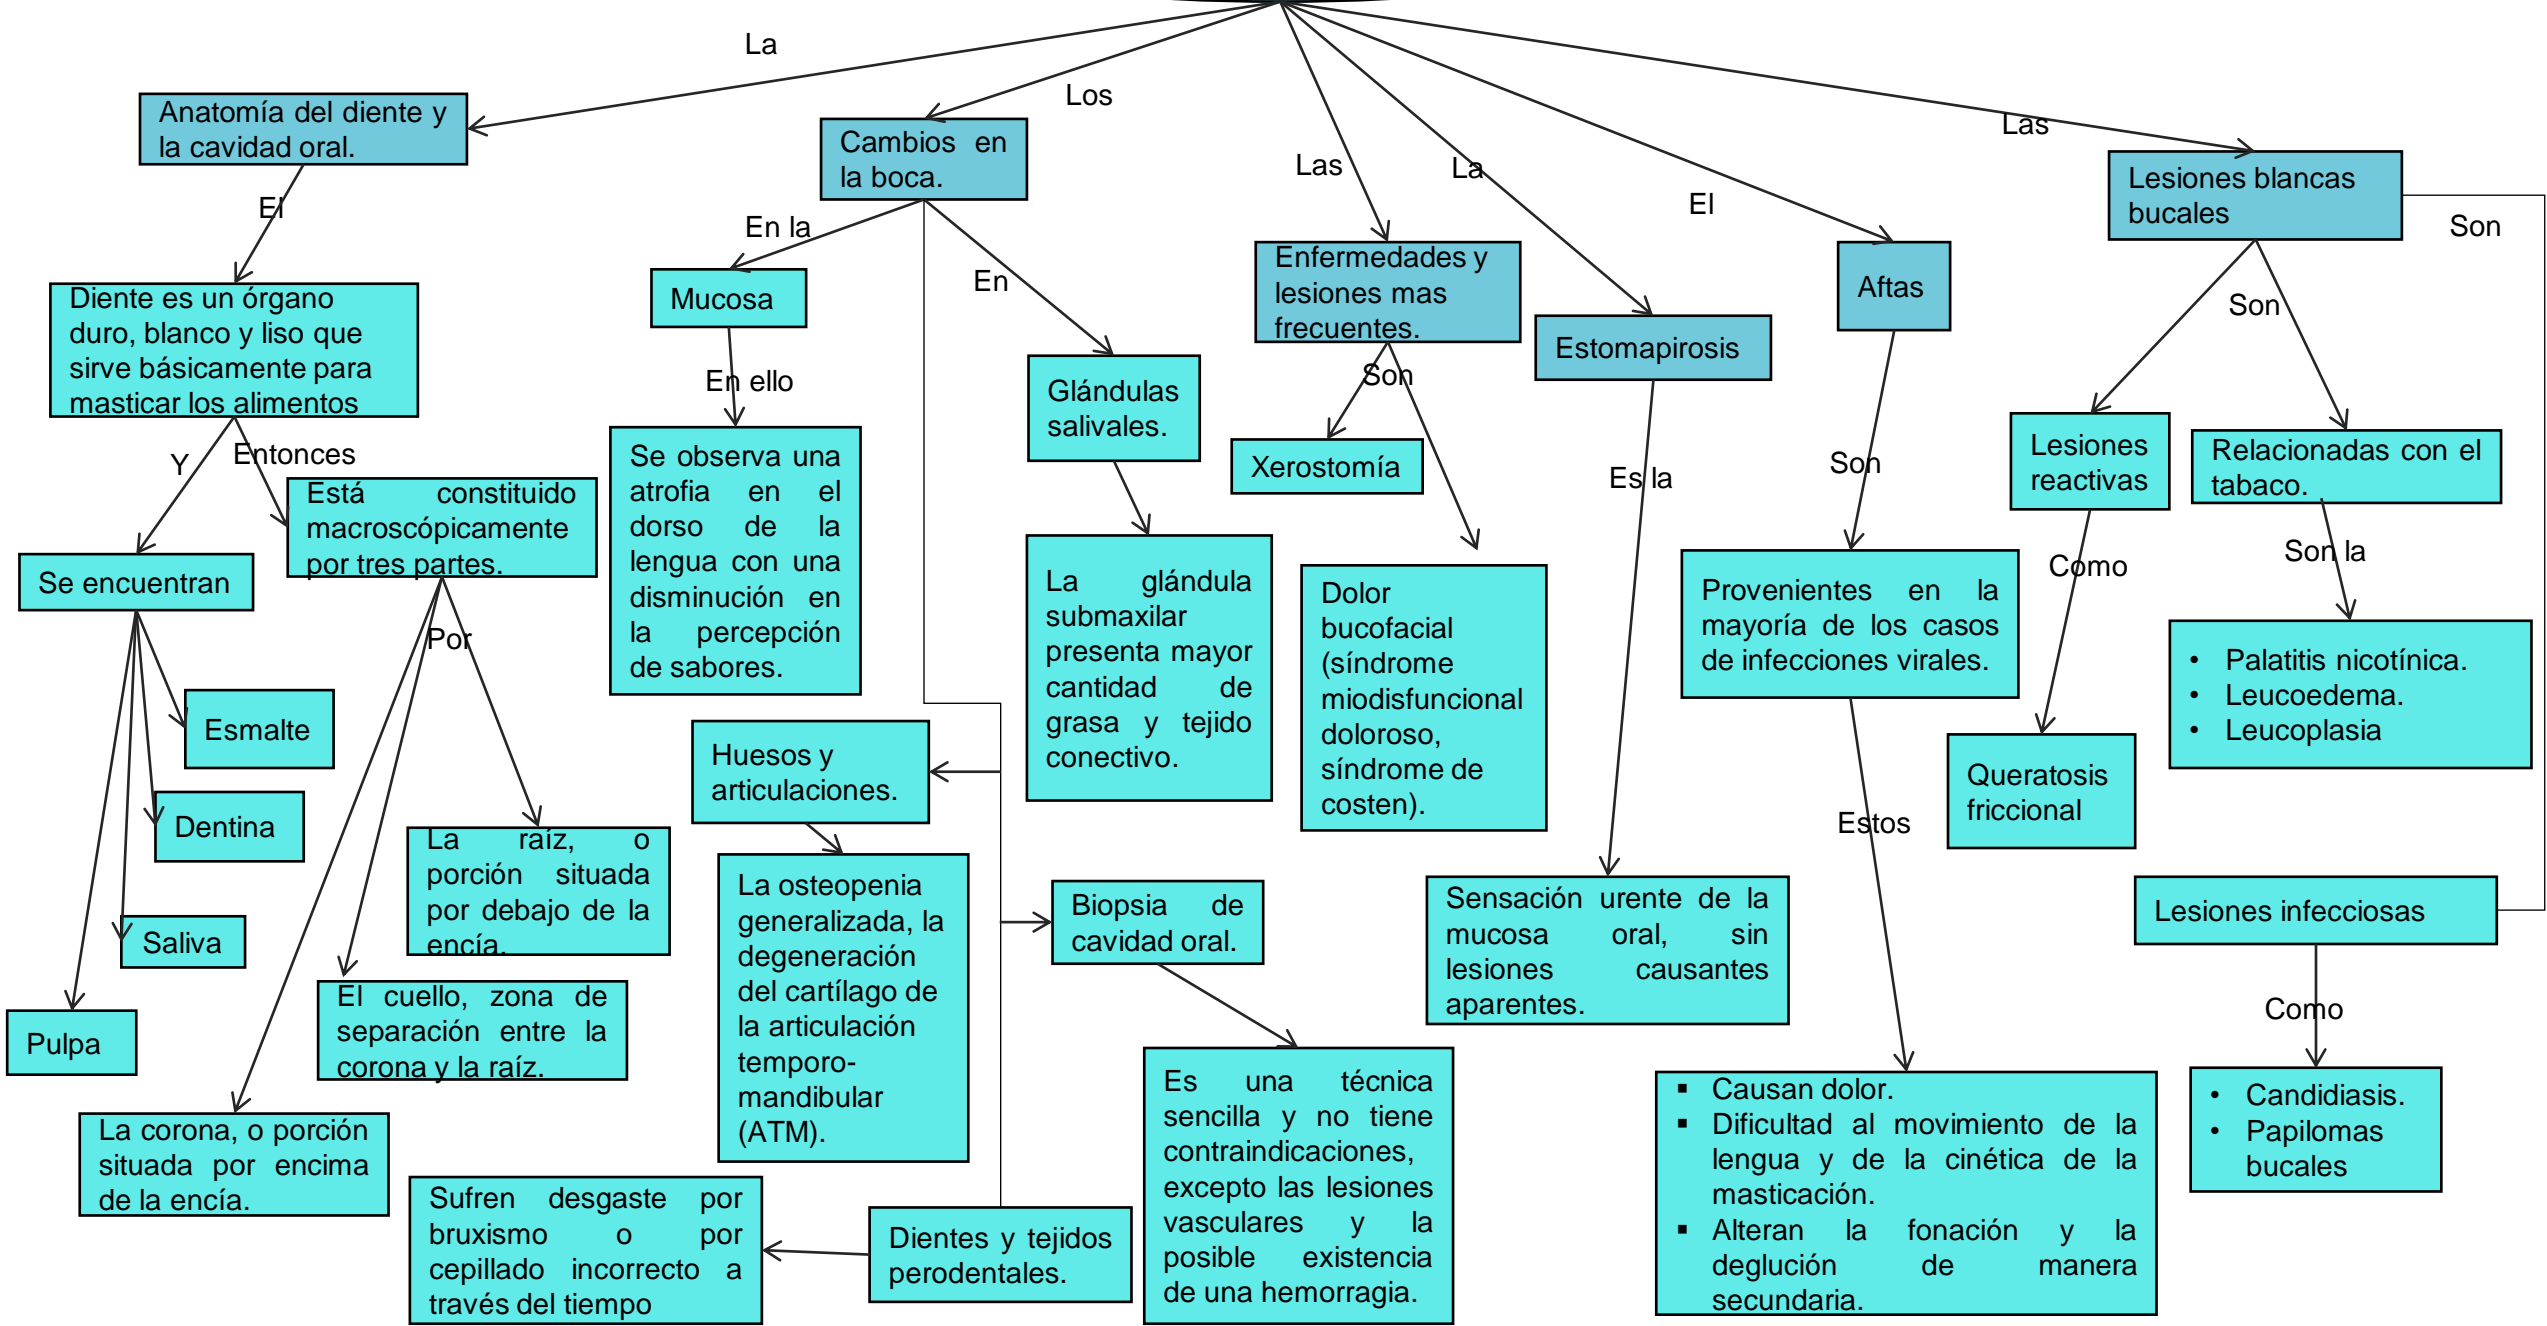 La
Los
Las
La
El
Las
Anatomía del diente y
la cavidad oral.
El
Diente es un órgano
duro, blanco y liso que
sirve básicamente para
masticar los alimentos
Y
Entonces
Se encuentran
Esmalte
Dentina
Saliva
Pulpa
Está constituido
macroscópicamente
por tres partes.
Por
La raíz, o
porción situada
por debajo de la
encía.
El cuello, zona de
separación entre la
corona y la raíz.
La corona, o porción
situada por encima
de la encía.
Cambios en
la boca.
En la
En
Mucosa
En ello
Se observa una
atrofia en el
dorso de la
lengua con una
disminución en
la percepción
de sabores.
Glándulas
salivales.
La glándula
submaxilar
presenta mayor
cantidad de
grasa y tejido
conectivo.
Huesos y
articulaciones.
La osteopenia
generalizada, la
degeneración
del cartílago de
la articulación
temporo-
mandibular
(ATM).
Biopsia de
cavidad oral.
Es una técnica
sencilla y no tiene
contraindicaciones,
excepto las lesiones
vasculares y la
posible existencia
de una hemorragia.
Dientes y tejidos
perodentales.
Sufren desgaste por
bruxismo o por
cepillado incorrecto a
través del tiempo
Enfermedades y
lesiones mas
frecuentes.
Son
Xerostomía
Dolor
bucofacial
(síndrome
miodisfuncional
doloroso,
síndrome de
costen).
Estomapirosis
Es la
Sensación urente de la
mucosa oral, sin
lesiones causantes
aparentes.
Aftas
Son
Provenientes en la
mayoría de los casos
de infecciones virales.
Estos
▪ Causan dolor.
▪ Dificultad al movimiento de la
lengua y de la cinética de la
masticación.
▪ Alteran la fonación y la
deglución de manera
secundaria.
Lesiones blancas
bucales
Son
Son
Lesiones
reactivas
Como
Queratosis
friccional
Relacionadas con el
tabaco.
Son la
• Palatitis nicotínica.
• Leucoedema.
• Leucoplasia
Lesiones infecciosas
Como
• Candidiasis.
• Papilomas
bucales